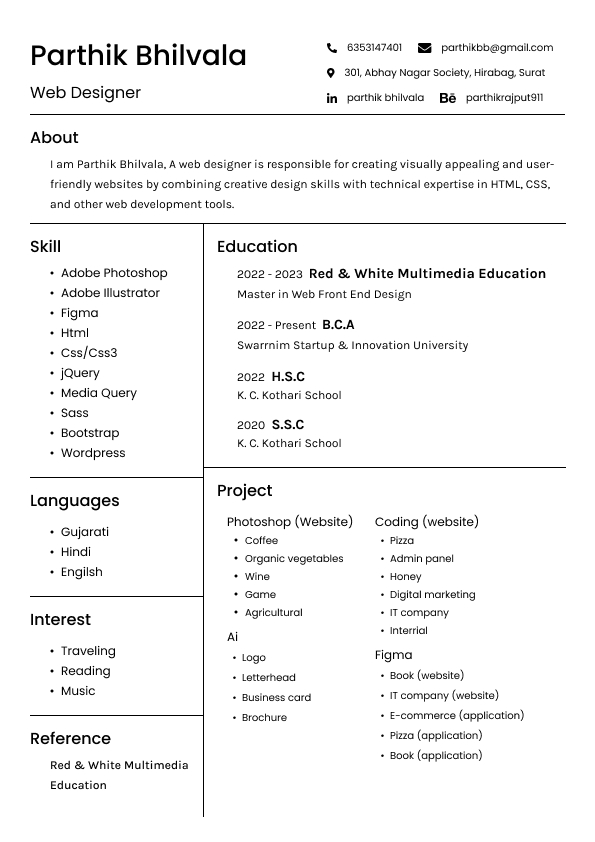 Parthik Bhilvala
Web Designer
6353147401 parthikbb@gmail.com
301, Abhay Nagar Society, Hirabag, Surat
in parthik bhilvala Bē parthikrajput911
About
I am Parthik Bhilvala, A web designer is responsible for creating visually appealing and user-
friendly websites by combining creative design skills with technical expertise in HTML, CSS,
and other web development tools.
Skill
• Adobe Photoshop
• Adobe Illustrator
• Figma
• Html
• Css/Css3
• jQuery
• Media Query
• Sass
• Bootstrap
• Wordpress
Languages
• Gujarati
• Hindi
• Engilsh
Interest
• Traveling
• Reading
• Music
Reference
Red & White Multimedia
Education
Education
2022 - 2023 Red & White Multimedia Education
Master in Web Front End Design
2022 - Present B.C.A
Swarrnim Startup & Innovation University
2022 H.S.C
K. C. Kothari School
2020 S.S.C
K. C. Kothari School
Project
Photoshop (Website)
• Coffee
• Organic vegetables
• Wine
• Game
• Agricultural
Ai
• Logo
• Letterhead
• Business card
• Brochure
Coding (website)
• Pizza
• Admin panel
• Honey
• Digital marketing
• IT company
• Interrial
Figma
• Book (website)
• IT company (website)
• E-commerce (application)
• Pizza (application)
• Book (application)